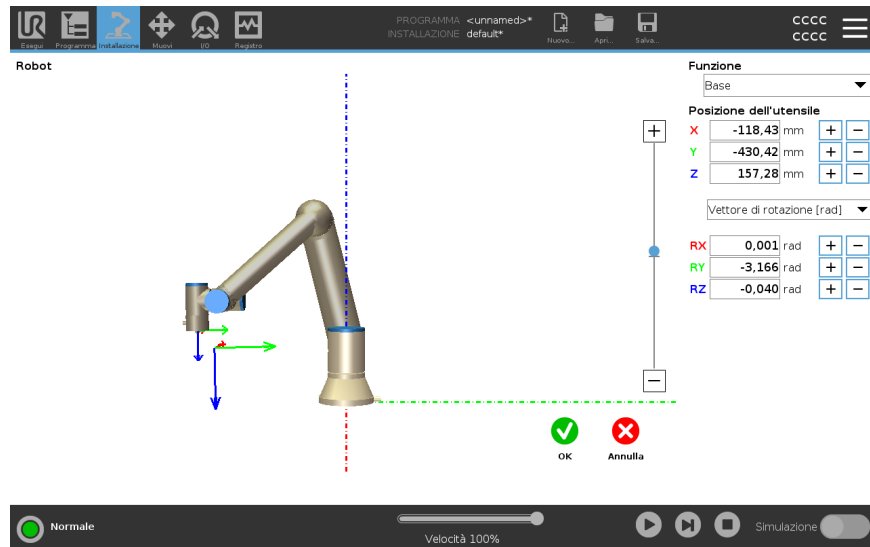 PROGRAMMA <unnamed>*
INSTALLAZIONE default*
CCCC
CCCC
Esegui Programma Installazione Muovi I/O Registro Nuovo... Apri... Salva...
Robot
Funzione
Base
Posizione dell'utensile
X -118,43 mm + −
Y -430,42 mm + −
Z 157,28 mm + −
Vettore di rotazione [rad]
RX 0,001 rad + −
RY -3,166 rad + −
RZ -0,040 rad + −
OK Annulla
Normale
Velocità 100%
Simulazione